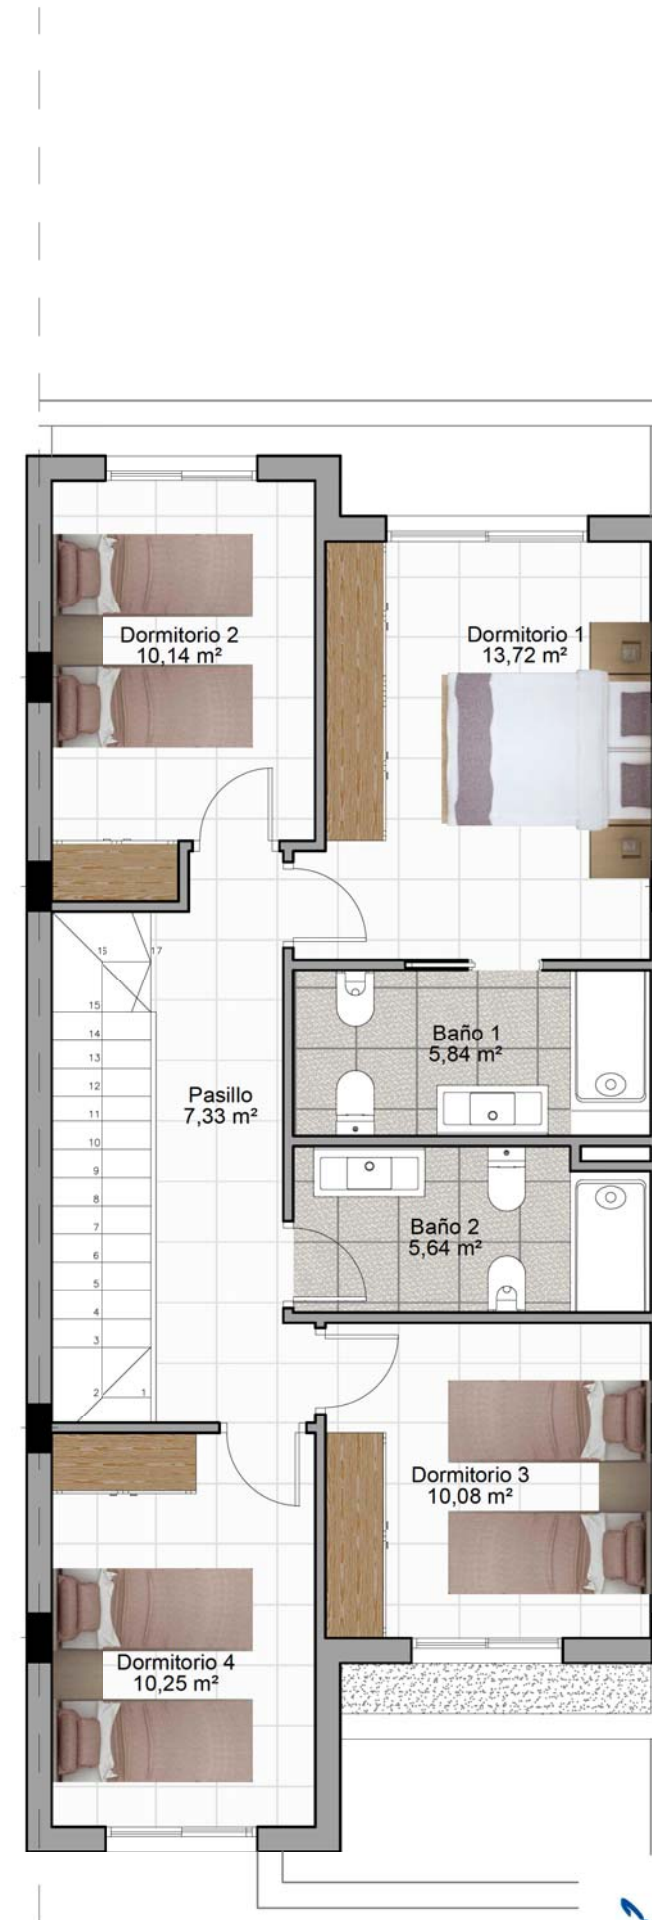 Dormitorio 2
10,14 m²
Dormitorio 1
13,72 m²
16
17
15
14
13
12
11
10
9
8
7
6
5
4
3
2
1
Baño 1
5,84 m²
Pasillo
7,33 m²
Baño 2
5,64 m²
Dormitorio 3
10,08 m²
Dormitorio 4
10,25 m²